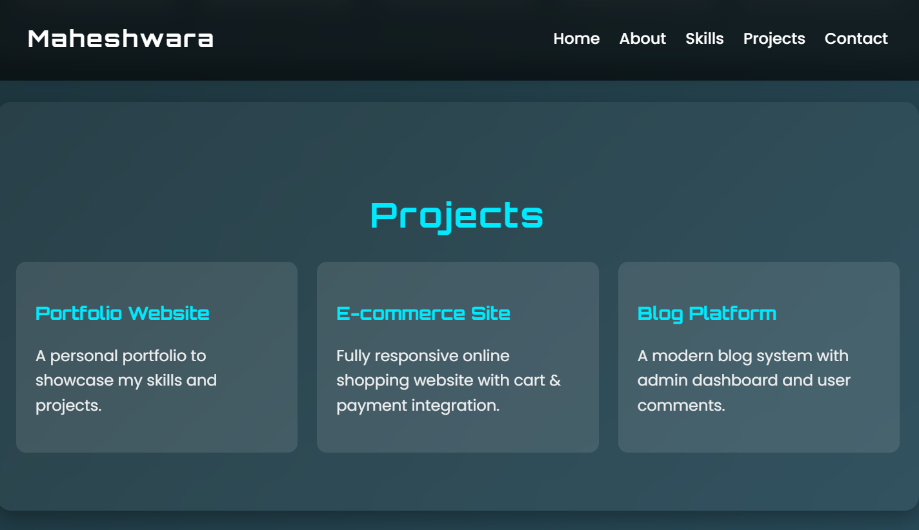 Maheshwara
Home About Skills Projects Contact
Projects
Portfolio Website
A personal portfolio to
showcase my skills and
projects.
E-commerce Site
Fully responsive online
shopping website with cart &
payment integration.
Blog Platform
A modern blog system with
admin dashboard and user
comments.